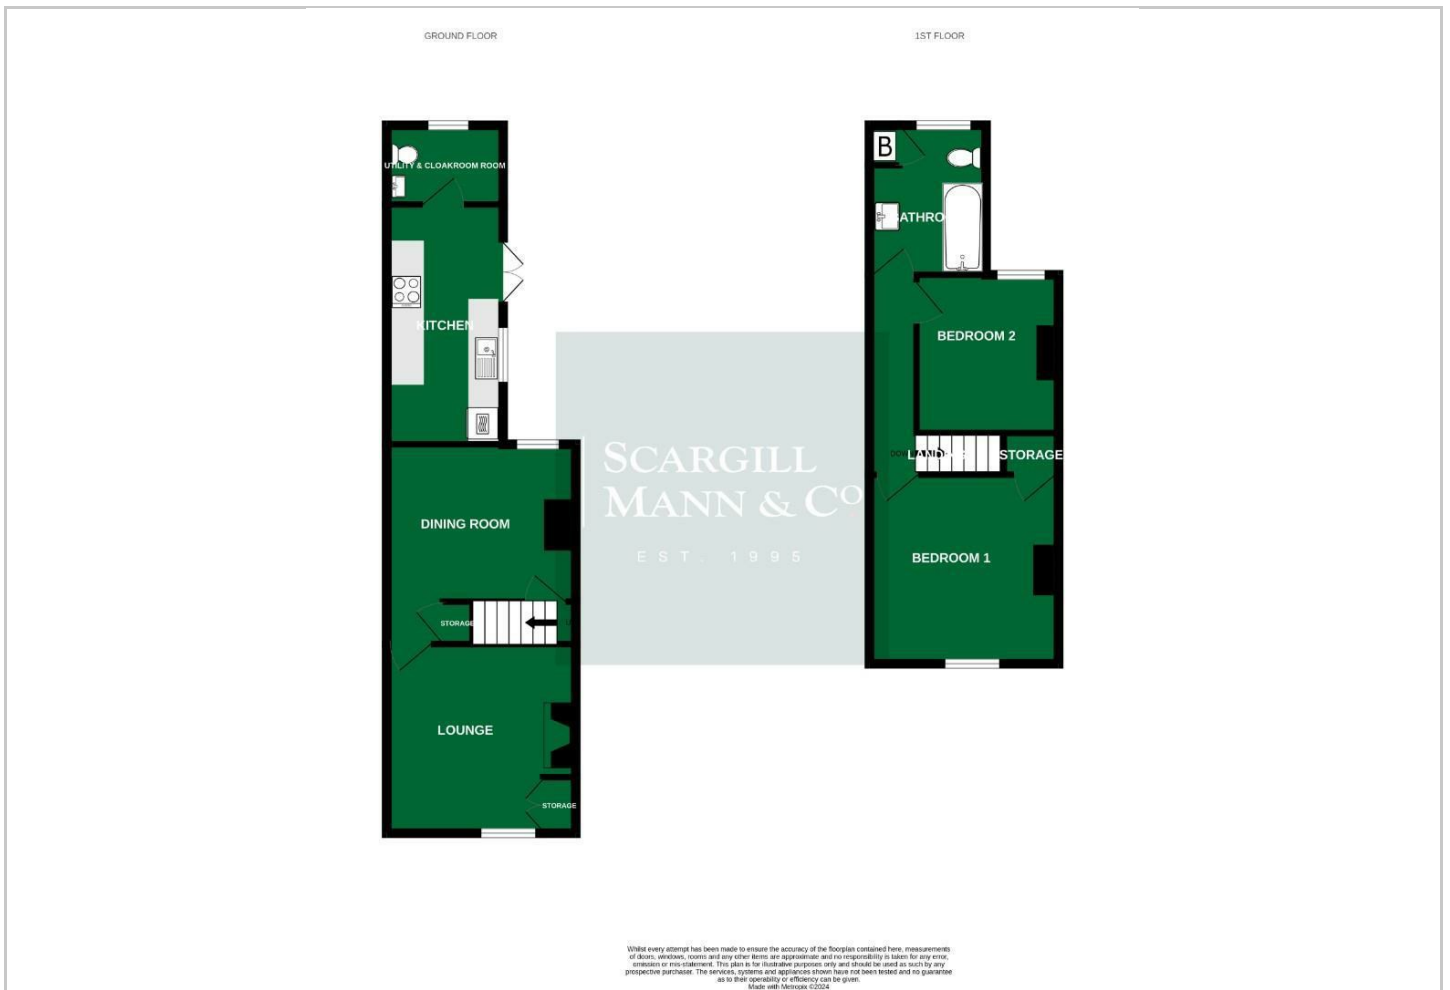 GROUND FLOOR
1ST FLOOR
UTILITY & CLOAKROOM ROOM
KITCHEN
DINING ROOM
STORAGE
LOUNGE
STORAGE
B
BATHRO
BEDROOM 2
STORAGE
BEDROOM 1
SCARGILL
MANN & CO
EST. 1995
Whilst every attempt has been made to ensure the accuracy of the floorplan contained here, measurements
of doors, windows, rooms and any other items are approximate and no responsibility is taken for any error,
omission or mis-statement. This plan is for illustrative purposes only and should be used as such by any
prospective purchaser. The services, systems and appliances shown have not been tested and no guarantee
as to their operability or efficiency can be given.
Made with Metropix ©2024